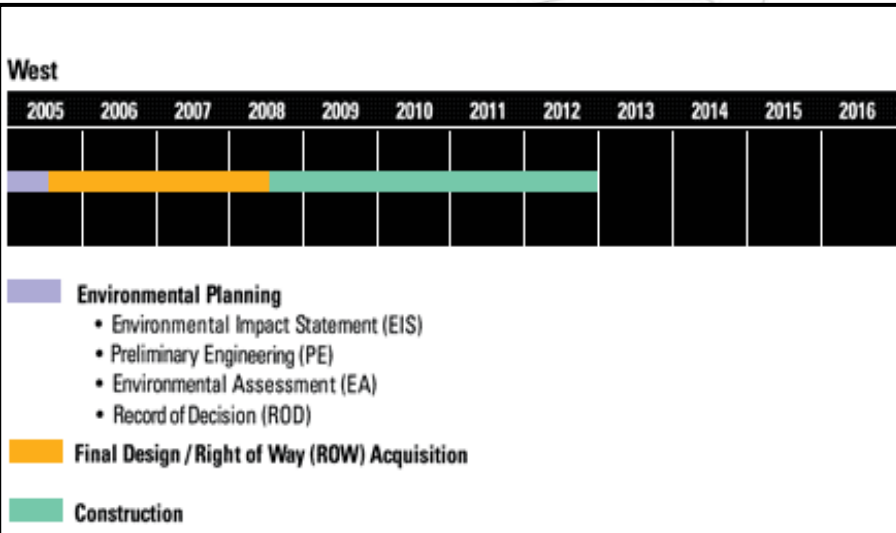 West
2005 2006 2007 2008 2009 2010 2011 2012 2013 2014 2015 2016
Environmental Planning
• Environmental Impact Statement (EIS)
• Preliminary Engineering (PE)
• Environmental Assessment (EA)
• Record of Decision (ROD)
Final Design / Right of Way (ROW) Acquisition
Construction